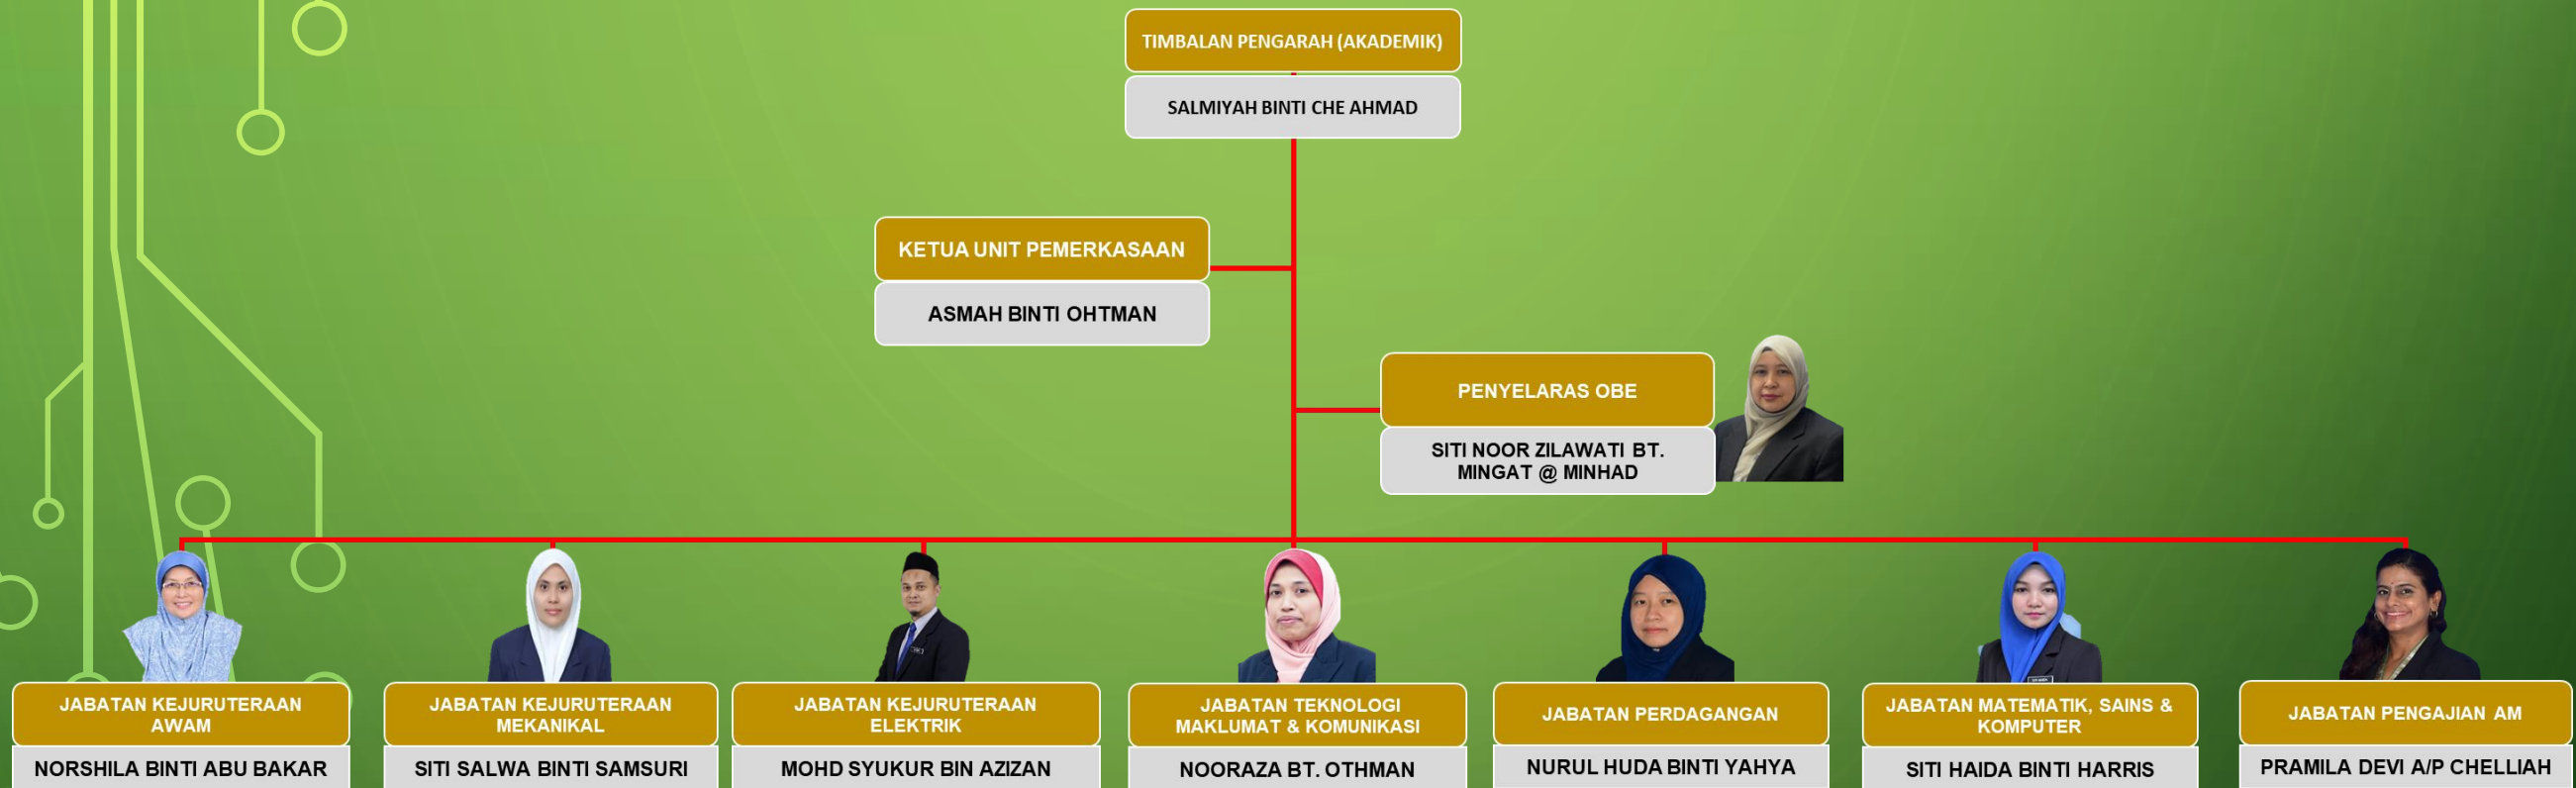 TIMBALAN PENGARAH (AKADEMIK)
SALMIYAH BINTI CHE AHMAD
KETUA UNIT PEMERKASAAN
ASMAH BINTI OHTMAN
PENYELARAS OBE
SITI NOOR ZILAWATI BT.
MINGAT @ MINHAD
JABATAN KEJURUTERAAN
AWAM
NORSHILA BINTI ABU BAKAR
JABATAN KEJURUTERAAN
MEKANIKAL
SITI SALWA BINTI SAMSURI
JABATAN KEJURUTERAAN
ELEKTRIK
MOHD SYUKUR BIN AZIZAN
JABATAN TEKNOLOGI
MAKLUMAT & KOMUNIKASI
NOORAZA BT. OTHMAN
JABATAN PERDAGANGAN
NURUL HUDA BINTI YAHYA
JABATAN MATEMATIK, SAINS &
KOMPUTER
SITI HAIDA BINTI HARRIS
JABATAN PENGAJIAN AM
PRAMILA DEVI A/P CHELLIAH